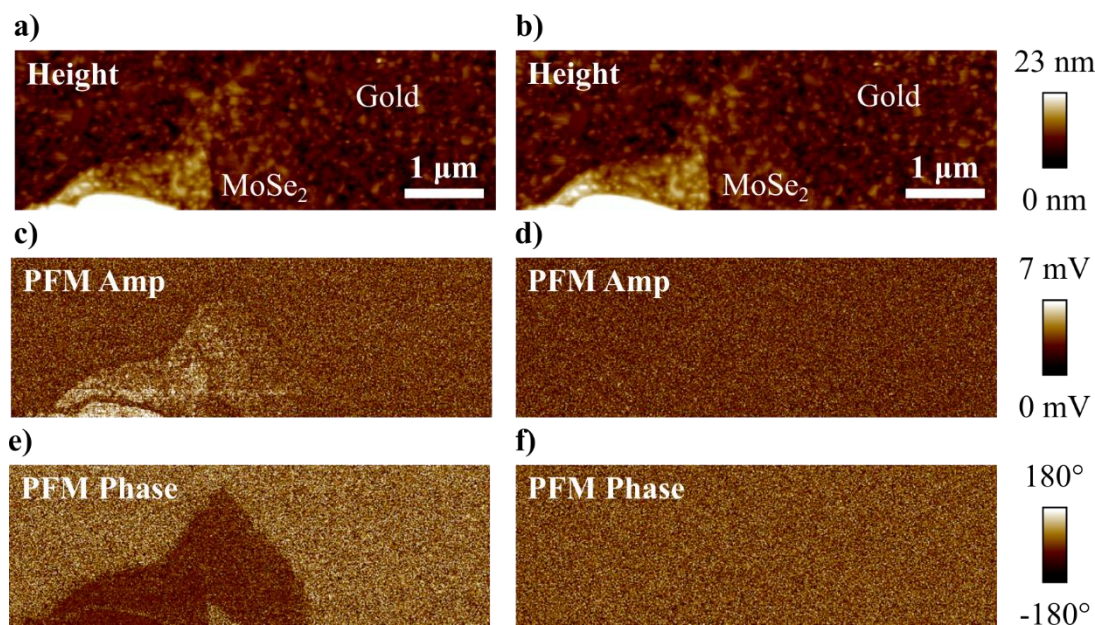 a)
b)
Height
Gold
1 µm
MoSe₂
Height
Gold
1 µm
MoSe₂
23 nm
0 nm
c)
d)
PFM Amp
PFM Amp
7 mV
0 mV
e)
f)
PFM Phase
PFM Phase
180°
-180°